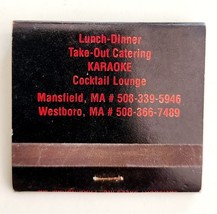 Lunch-Dinner
Take-Out Catering
KARAOKE
Cocktail Lounge
Mansfield, MA # 508-339-5946
Westboro, MA # 508-366-7489